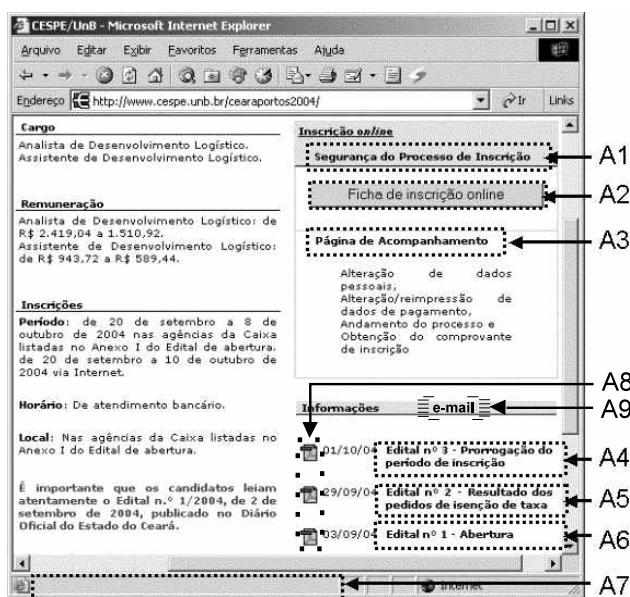 CESPE/UnB - Microsoft Internet Explorer
Arquivo Editar Exibir Favoritos Ferramentas Ajuda
Endereço http://www.cespe.unb.br/cearaportos2004/ Ir Links
Cargo
Analista de Desenvolvimento Logístico.
Assistente de Desenvolvimento Logístico.
Remuneração
Analista de Desenvolvimento Logístico: de
R$ 2.419,04 a 1.510,92.
Assistente de Desenvolvimento Logístico:
de R$ 943,72 a R$ 589,44.
Inscrições
Período: de 20 de setembro a 8 de
outubro de 2004 nas agências da Caixa
listadas no Anexo I do Edital de abertura.
de 20 de setembro a 10 de outubro de
2004 via Internet.
Horário: De atendimento bancário.
Local: Nas agências da Caixa listadas no
Anexo I do Edital de abertura.
É importante que os candidatos leiam
atentamente o Edital n.º 1/2004, de 2 de
setembro de 2004, publicado no Diário
Oficial do Estado do Ceará.
Inscrição online
Segurança do Processo de Inscrição
A1
Ficha de inscrição online
A2
Página de Acompanhamento
A3
Alteração de dados
pessoais,
Alteração/reimpressão de
dados de pagamento,
Andamento do processo e
Obtenção do comprovante
de inscrição
A8
Informações e-mail
A9
01/10/04 Edital nº 3 - Prorrogação do
período de inscrição
A4
29/09/04 Edital nº 2 - Resultado dos
pedidos de isenção de taxa
A5
03/09/04 Edital nº 1 - Abertura
A6
Internet
A7